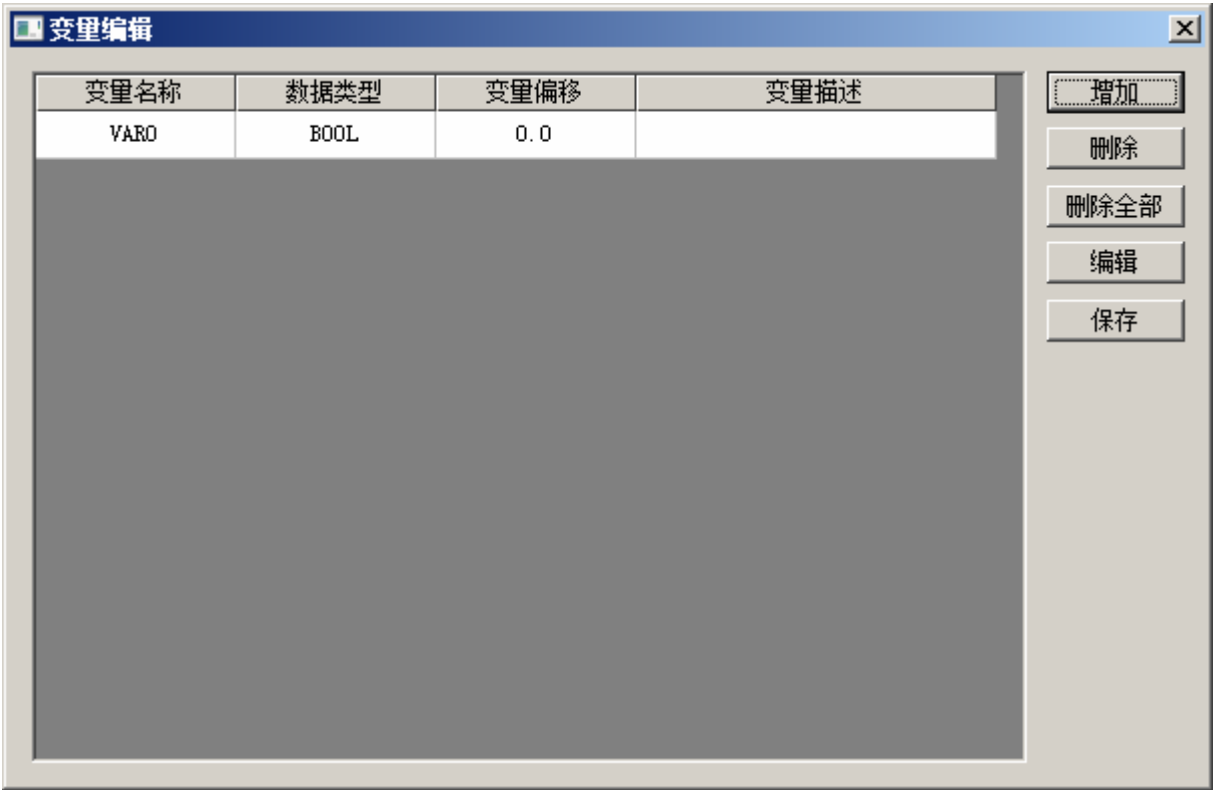 变量编辑
变量名称 数据类型 变量偏移 变量描述
VAR0 BOOL 0.0
增加
删除
删除全部
编辑
保存